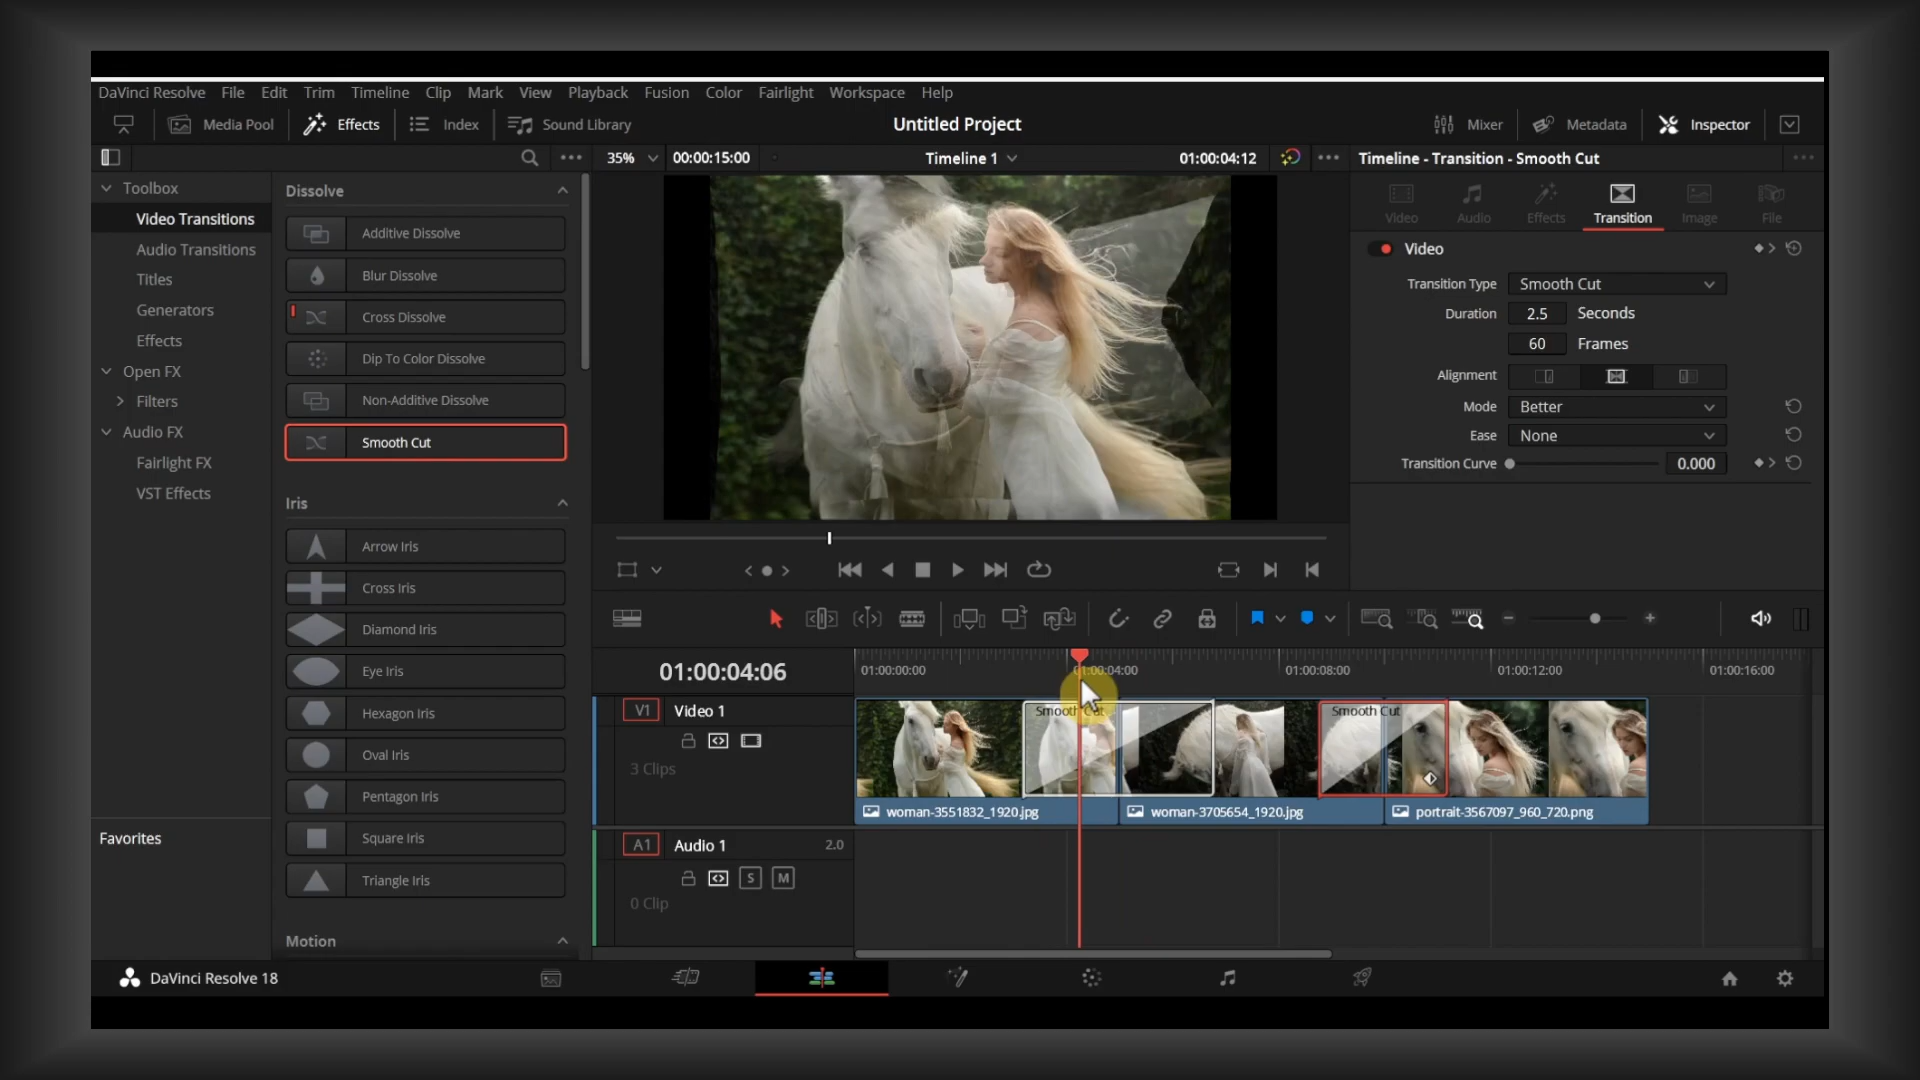 DaVinci Resolve File Edit Trim Timeline Clip Mark View Playback Fusion Color Fairlight Workspace Help
Media Pool Effects Index Sound Library Untitled Project Mixer Metadata Inspector
35% 00:00:15:00 Timeline 1 01:00:04:12 Timeline - Transition - Smooth Cut
Toolbox
Video Transitions
Audio Transitions
Titles
Generators
Effects
Open FX
Filters
Audio FX
Fairlight FX
VST Effects
Favorites
Dissolve
Additive Dissolve
Blur Dissolve
Cross Dissolve
Dip To Color Dissolve
Non-Additive Dissolve
Smooth Cut
Iris
Arrow Iris
Cross Iris
Diamond Iris
Eye Iris
Hexagon Iris
Oval Iris
Pentagon Iris
Square Iris
Triangle Iris
Motion
Video Audio Effects Transition Image File
Video
Transition Type Smooth Cut
Duration 2.5 Seconds
60 Frames
Alignment
Mode Better
Ease None
Transition Curve 0.000
01:00:04:06 01:00:00:00 01:00:04:00 01:00:08:00 01:00:12:00 01:00:16:00
V1 Video 1
3 Clips
Smooth Cut Smooth Cut
woman-3551832_1920.jpg woman-3705654_1920.jpg portrait-3567097_960_720.png
A1 Audio 1 2.0
S M
0 Clip
DaVinci Resolve 18